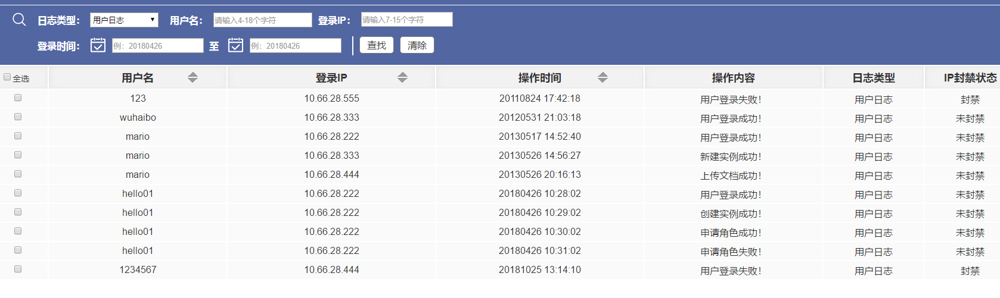 日志类型： 用户日志 用户名： 请输入4-18个字符 登录IP： 请输入7-15个字符
登录时间： 例：20180426 至 例：20180426 查找 清除
全选 用户名 登录IP 操作时间 操作内容 日志类型 IP封禁状态
123 10.66.28.555 20110824 17:42:18 用户登录失败！ 用户日志 封禁
wuhaibo 10.66.28.333 20120531 21:03:18 用户登录成功！ 用户日志 未封禁
mario 10.66.28.222 20130517 14:52:40 用户登录成功！ 用户日志 未封禁
mario 10.66.28.333 20130526 14:56:27 新建实例成功！ 用户日志 未封禁
mario 10.66.28.444 20130526 20:16:13 上传文档成功！ 用户日志 未封禁
hello01 10.66.28.222 20180426 10:28:02 用户登录成功！ 用户日志 未封禁
hello01 10.66.28.222 20180426 10:29:02 创建实例成功！ 用户日志 未封禁
hello01 10.66.28.222 20180426 10:30:02 申请角色成功！ 用户日志 未封禁
hello01 10.66.28.222 20180426 10:31:02 申请角色失败！ 用户日志 未封禁
1234567 10.66.28.444 20181025 13:14:10 用户登录失败！ 用户日志 封禁